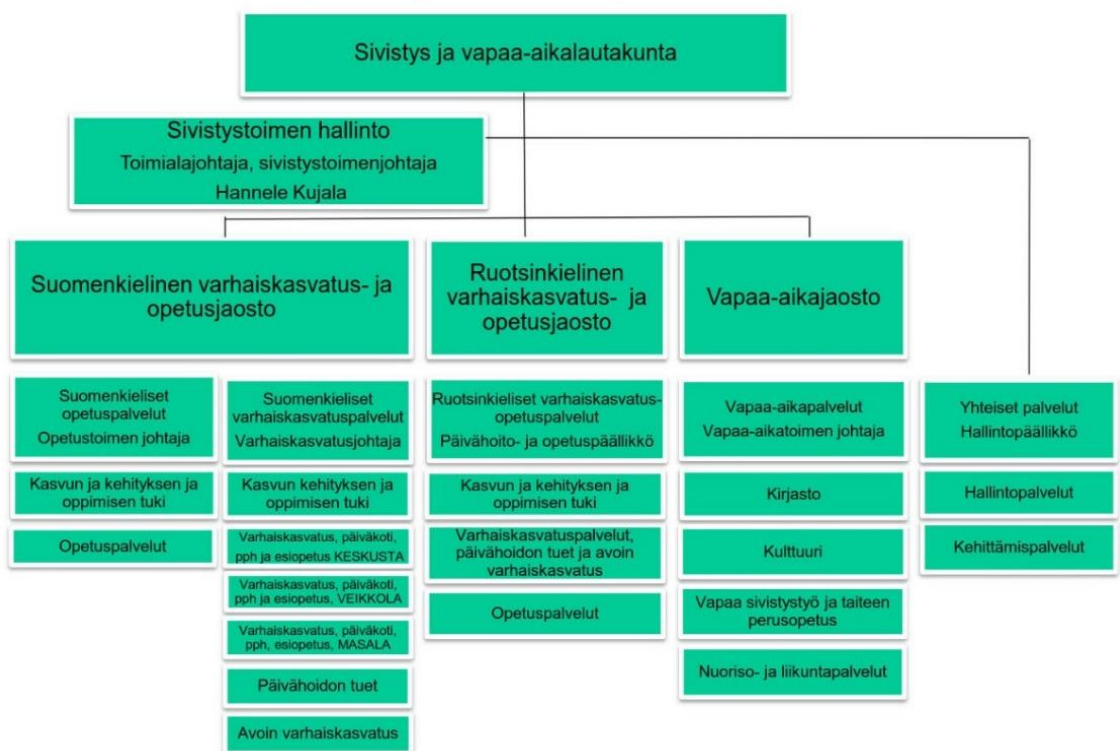 Sivistys ja vapaa-aikalautakunta
Sivistystoimen hallinto
Toimialajohtaja, sivistystoimenjohtaja
Hannele Kujala
Suomenkielinen varhaiskasvatus- ja
opetusjaosto
Ruotsinkielinen
varhaiskasvatus- ja
opetusjaosto
Vapaa-aikajaosto
Suomenkieliset
opetuspalvelut
Opetustoimen johtaja
Kasvun ja kehityksen ja
oppimisen tuki
Opetuspalvelut
Suomenkieliset
varhaiskasvatuspalvelut
Varhaiskasvatusjohtaja
Kasvun kehityksen ja
oppimisen tuki
Varhaiskasvatus, päiväkoti,
pph ja esiopetus KESKUSTA
Varhaiskasvatus, päiväkoti,
pph ja esiopetus, VEIKKOLA
Varhaiskasvatus, päiväkoti,
pph, esiopetus, MASALA
Päivähoidon tuet
Avoin varhaiskasvatus
Ruotsinkieliset varhaiskasvatus-
opetuspalvelut
Päivähoito- ja opetuspäällikkö
Kasvun ja kehityksen ja
oppimisen tuki
Varhaiskasvatuspalvelut,
päivähoidon tuet ja avoin
varhaiskasvatus
Opetuspalvelut
Vapaa-aikapalvelut
Vapaa-aikatoimen johtaja
Kirjasto
Kulttuuri
Vapaa sivistystyö ja taiteen
perusopetus
Nuoriso- ja liikuntapalvelut
Yhteiset palvelut
Hallintopäällikkö
Hallintopalvelut
Kehittämispalvelut